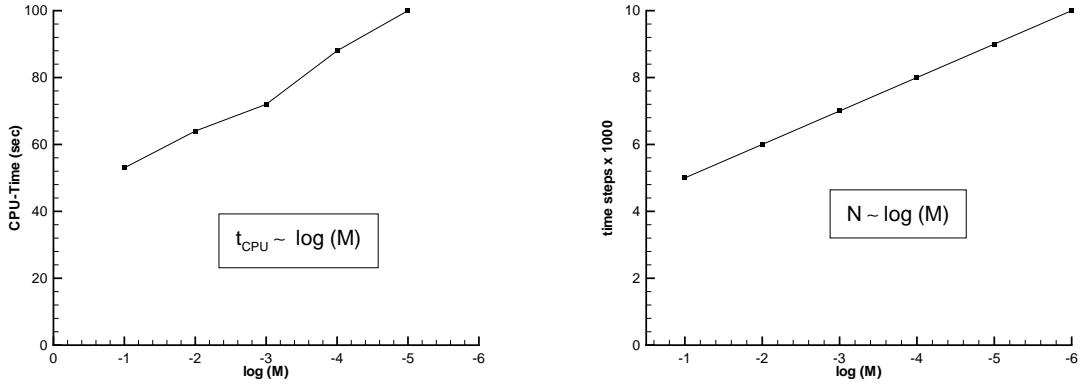 100
80
60
40
20
0
CPU-Time (sec)
t_CPU ~ log (M)
0 -1 -2 -3 -4 -5 -6
log (M)
10
8
6
4
2
0
time steps x 1000
N ~ log (M)
-1 -2 -3 -4 -5 -6
log (M)